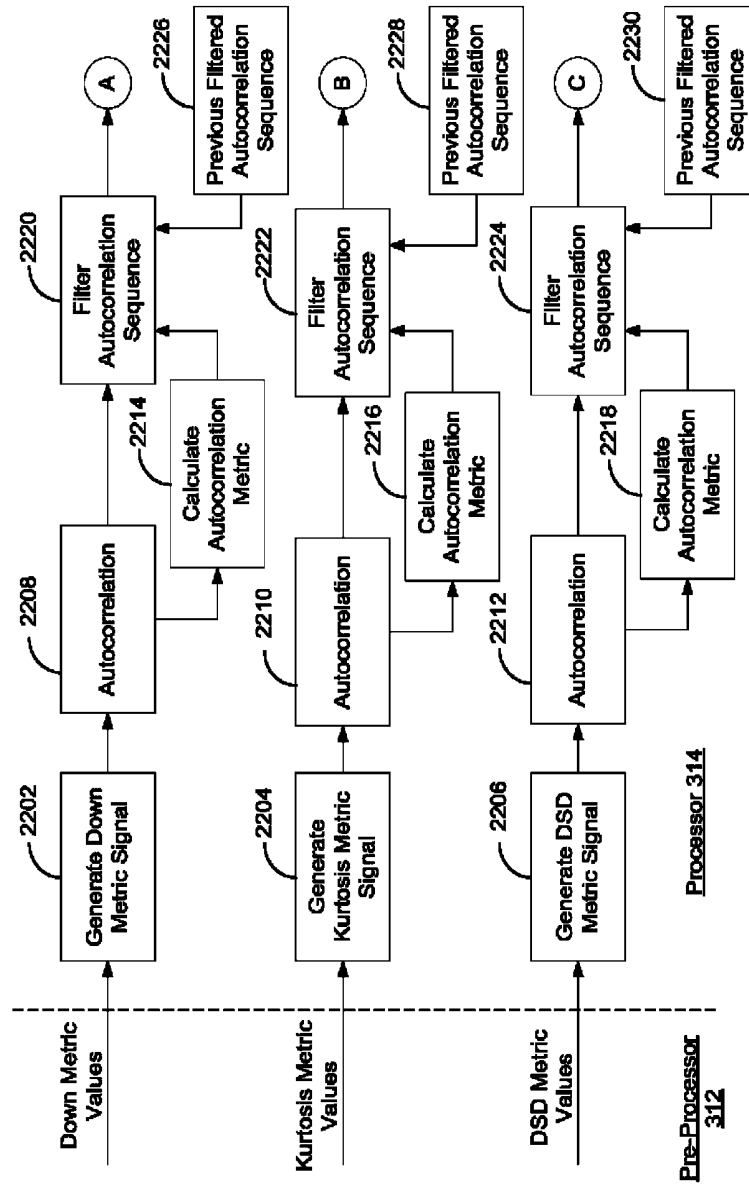 Down Metric
Values
2202
Generate Down
Metric Signal
2208
Autocorrelation
2214
Calculate
Autocorrelation
Metric
2220
Filter
Autocorrelation
Sequence
A
2226
Previous Filtered
Autocorrelation
Sequence
Kurtosis Metric
Values
2204
Generate
Kurtosis Metric
Signal
2210
Autocorrelation
2216
Calculate
Autocorrelation
Metric
2222
Filter
Autocorrelation
Sequence
B
2228
Previous Filtered
Autocorrelation
Sequence
DSD Metric
Values
2206
Generate DSD
Metric Signal
2212
Autocorrelation
2218
Calculate
Autocorrelation
Metric
2224
Filter
Autocorrelation
Sequence
C
2230
Previous Filtered
Autocorrelation
Sequence
Pre-Processor
312
Processor 314